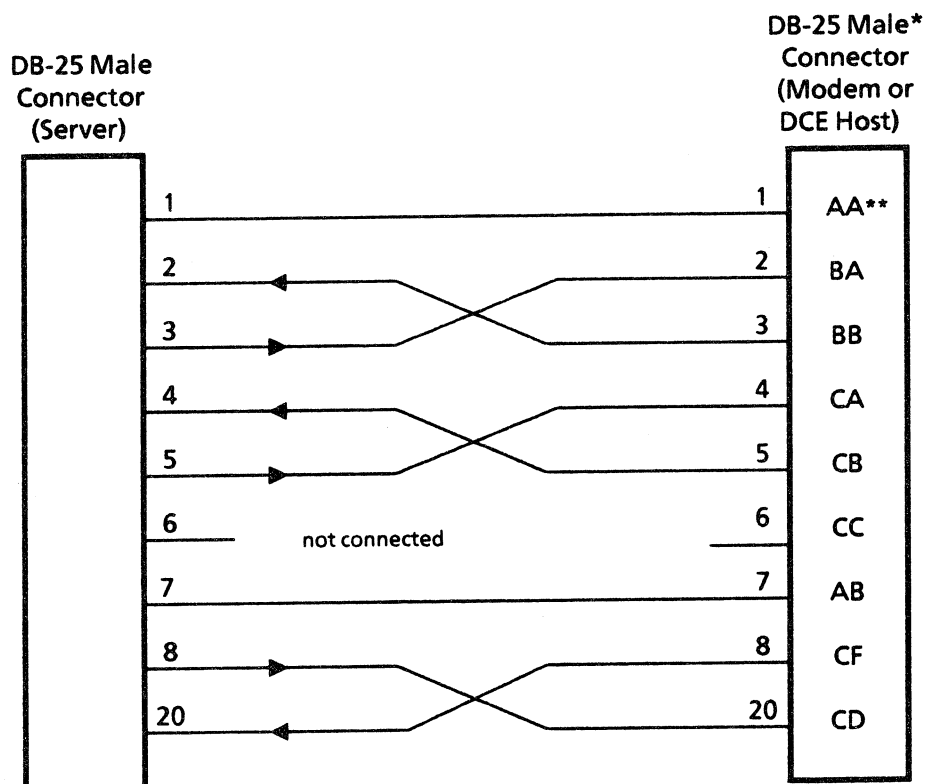 DB-25 Male
Connector
(Server)
DB-25 Male*
Connector
(Modem or
DCE Host)
1 1 AA**
2 2 BA
3 3 BB
4 4 CA
5 5 CB
6 not connected 6 CC
7 7 AB
8 8 CF
20 20 CD